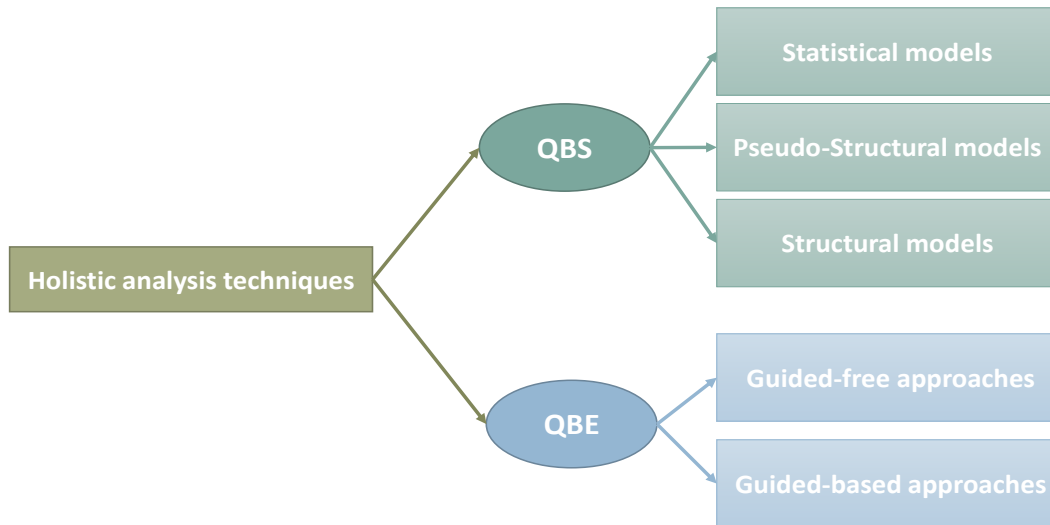 Holistic analysis techniques
QBS
Statistical models
Pseudo-Structural models
Structural models
QBE
Guided-free approaches
Guided-based approaches